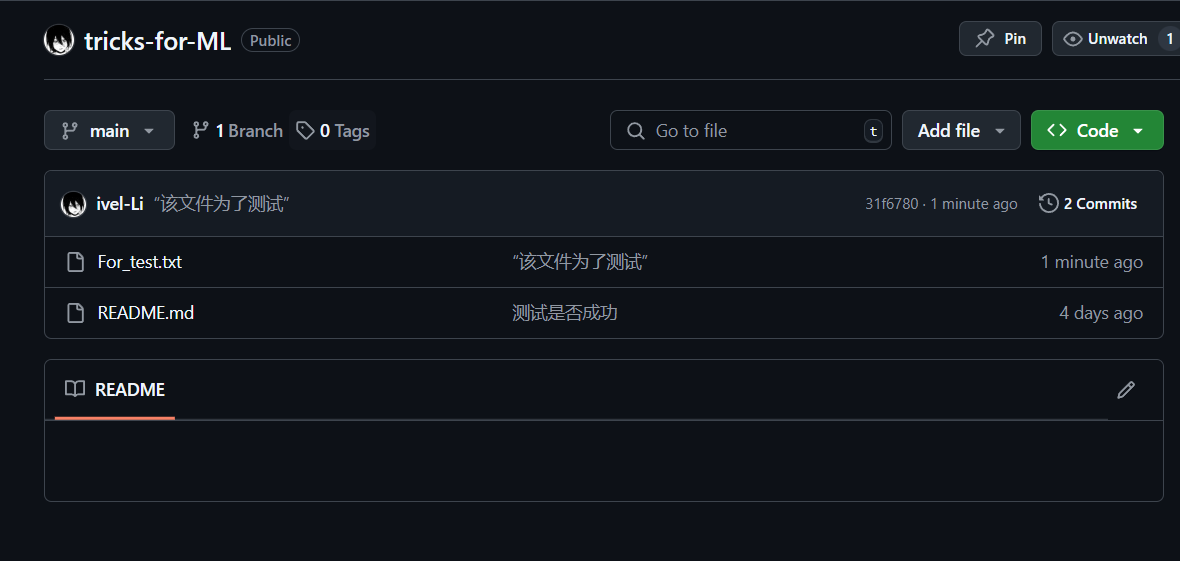 tricks-for-ML Public Pin Unwatch 1
main 1 Branch 0 Tags Go to file t Add file Code
ivel-Li “该文件为了测试” 31f6780 · 1 minute ago 2 Commits
For_test.txt “该文件为了测试” 1 minute ago
README.md 测试是否成功 4 days ago
README